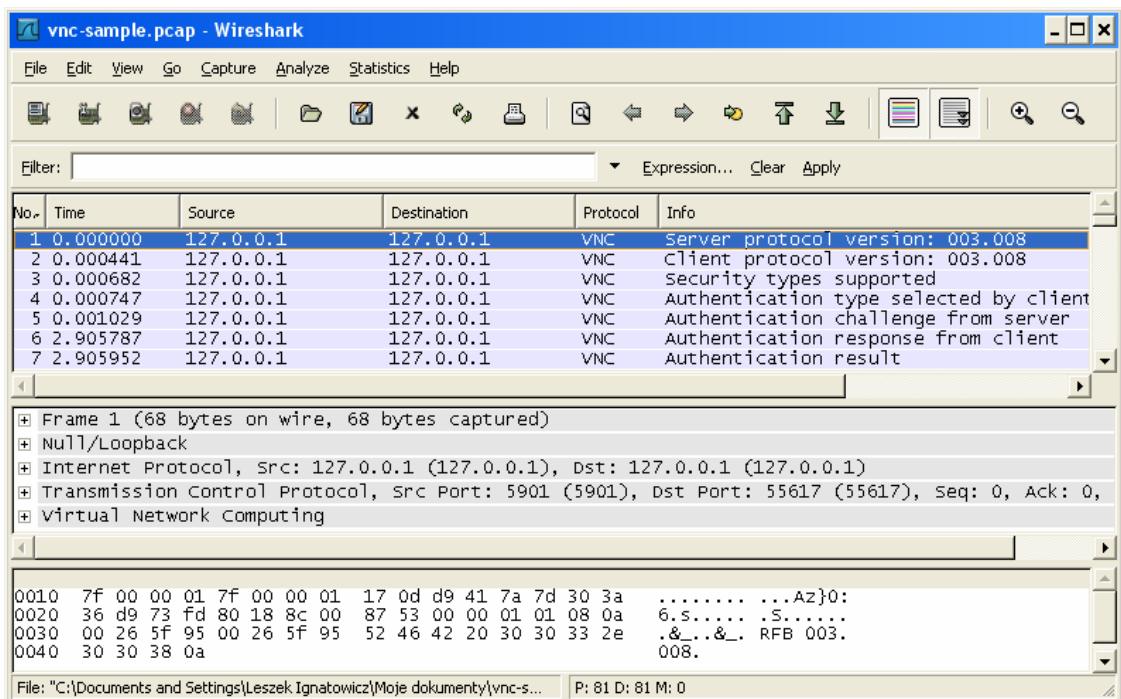 vnc-sample.pcap - Wireshark
File Edit View Go Capture Analyze Statistics Help
Filter: Expression... Clear Apply
No. Time Source Destination Protocol Info
1 0.000000 127.0.0.1 127.0.0.1 VNC Server protocol version: 003.008
2 0.000441 127.0.0.1 127.0.0.1 VNC Client protocol version: 003.008
3 0.000682 127.0.0.1 127.0.0.1 VNC Security types supported
4 0.000747 127.0.0.1 127.0.0.1 VNC Authentication type selected by client
5 0.001029 127.0.0.1 127.0.0.1 VNC Authentication challenge from server
6 2.905787 127.0.0.1 127.0.0.1 VNC Authentication response from client
7 2.905952 127.0.0.1 127.0.0.1 VNC Authentication result
Frame 1 (68 bytes on wire, 68 bytes captured)
Null/Loopback
Internet Protocol, Src: 127.0.0.1 (127.0.0.1), Dst: 127.0.0.1 (127.0.0.1)
Transmission Control Protocol, Src Port: 5901 (5901), Dst Port: 55617 (55617), Seq: 0, Ack: 0,
Virtual Network Computing
0010 7f 00 00 01 7f 00 00 01 17 0d d9 41 7a 7d 30 3a ........ ...Az}0:
0020 36 d9 73 fd 80 18 8c 00 87 53 00 00 01 01 08 0a 6.s..... .S......
0030 00 26 5f 95 00 26 5f 95 52 46 42 20 30 30 33 2e .&_..&_. RFB 003.
0040 30 30 38 0a 008.
File: "C:\Documents and Settings\Leszek Ignatowicz\Moje dokumenty\vnc-s... P: 81 D: 81 M: 0